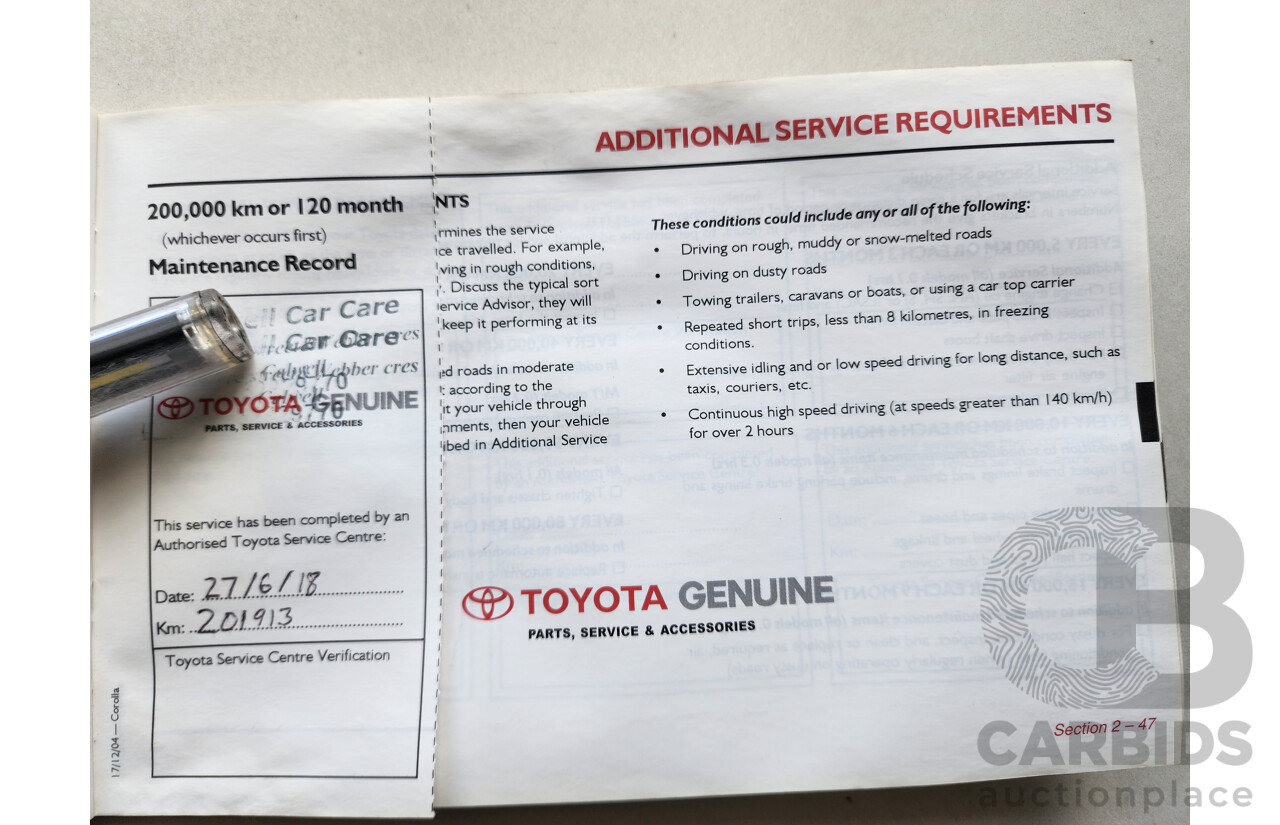 ADDITIONAL SERVICE REQUIREMENTS
200,000 km or 120 month
(whichever occurs first)
Maintenance Record
Car Care
Car Care
TOYOTA GENUINE
PARTS, SERVICE & ACCESSORIES
This service has been completed by an
Authorised Toyota Service Centre:
Date: 27/6/18
Km: 201913
Toyota Service Centre Verification
17/12/04 — Corolla
NTS
rmines the service
ce travelled. For example,
ving in rough conditions,
. Discuss the typical sort
ervice Advisor, they will
keep it performing at its
ed roads in moderate
t according to the
it your vehicle through
nments, then your vehicle
ibed in Additional Service
These conditions could include any or all of the following:
• Driving on rough, muddy or snow-melted roads
• Driving on dusty roads
• Towing trailers, caravans or boats, or using a car top carrier
• Repeated short trips, less than 8 kilometres, in freezing
conditions.
• Extensive idling and or low speed driving for long distance, such as
taxis, couriers, etc.
• Continuous high speed driving (at speeds greater than 140 km/h)
for over 2 hours
TOYOTA GENUINE
PARTS, SERVICE & ACCESSORIES
Section 2 – 47
CB
CARBIDS
auctionplace